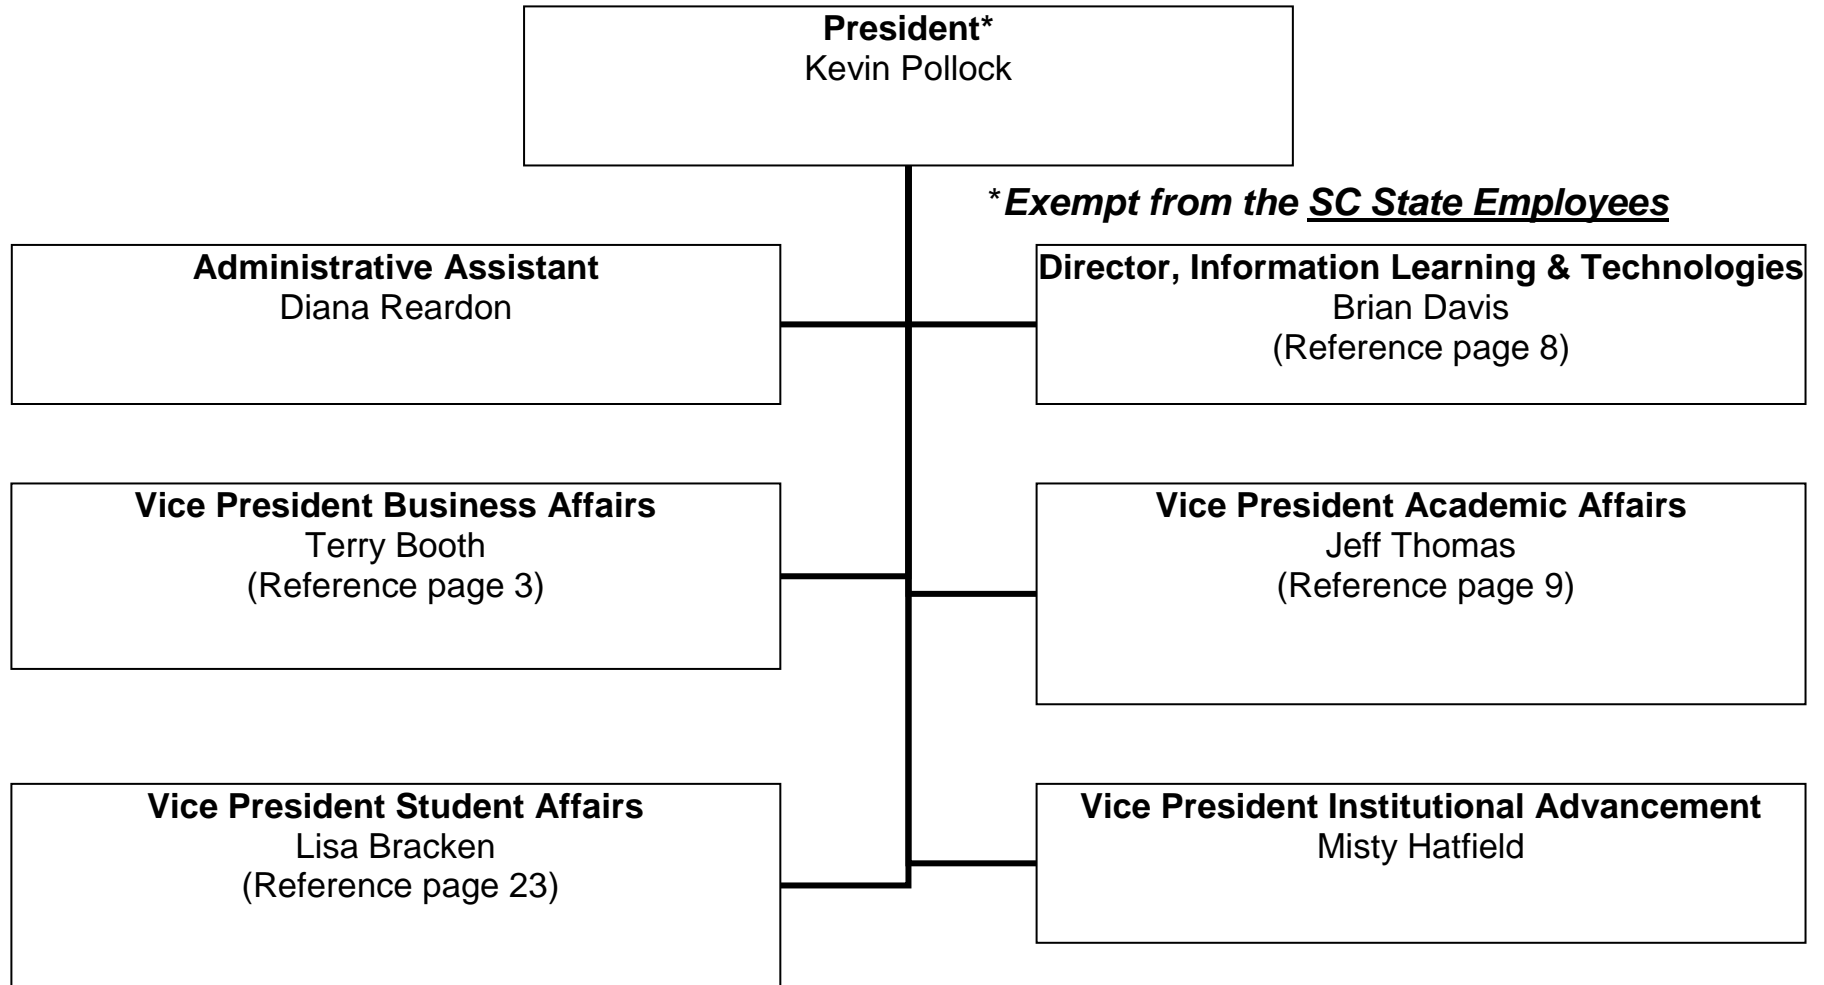 President*
Kevin Pollock
*Exempt from the SC State Employees
Administrative Assistant
Diana Reardon
Director, Information Learning & Technologies
Brian Davis
(Reference page 8)
Vice President Business Affairs
Terry Booth
(Reference page 3)
Vice President Academic Affairs
Jeff Thomas
(Reference page 9)
Vice President Student Affairs
Lisa Bracken
(Reference page 23)
Vice President Institutional Advancement
Misty Hatfield